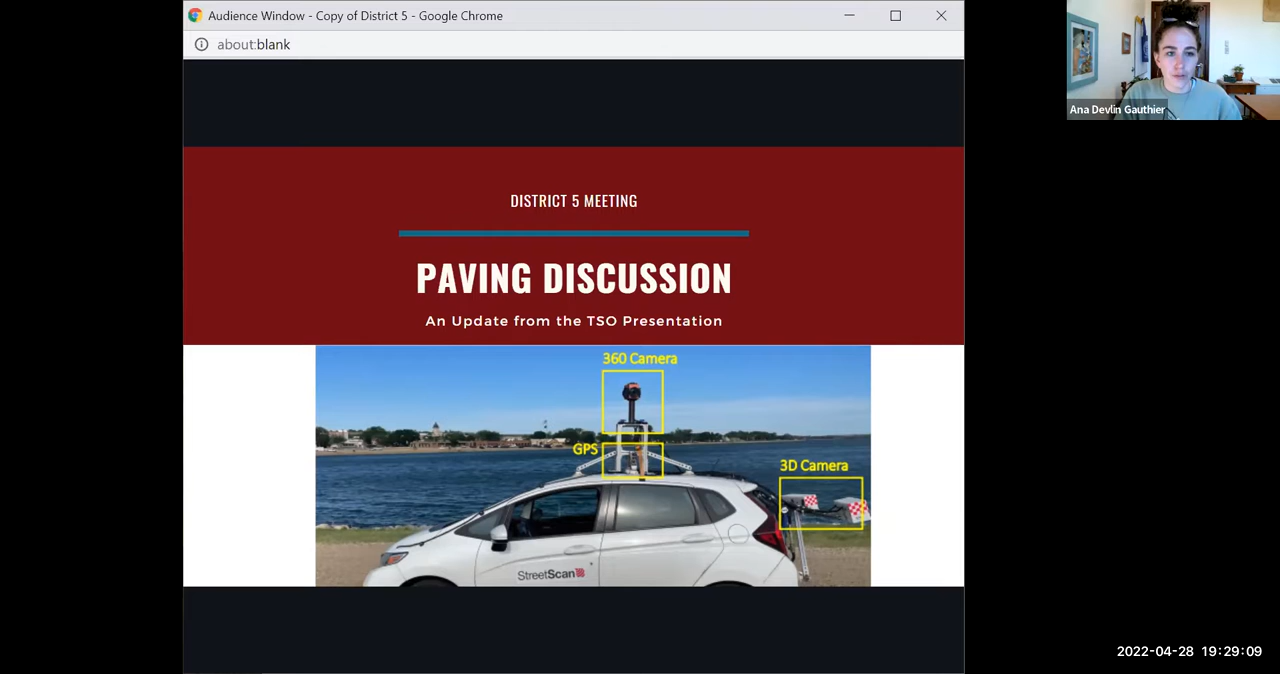 Audience Window - Copy of District 5 - Google Chrome
about:blank
Ana Devlin Gauthier
DISTRICT 5 MEETING
PAVING DISCUSSION
An Update from the TSO Presentation
360 Camera
GPS
3D Camera
StreetScan
2022-04-28 19:29:09